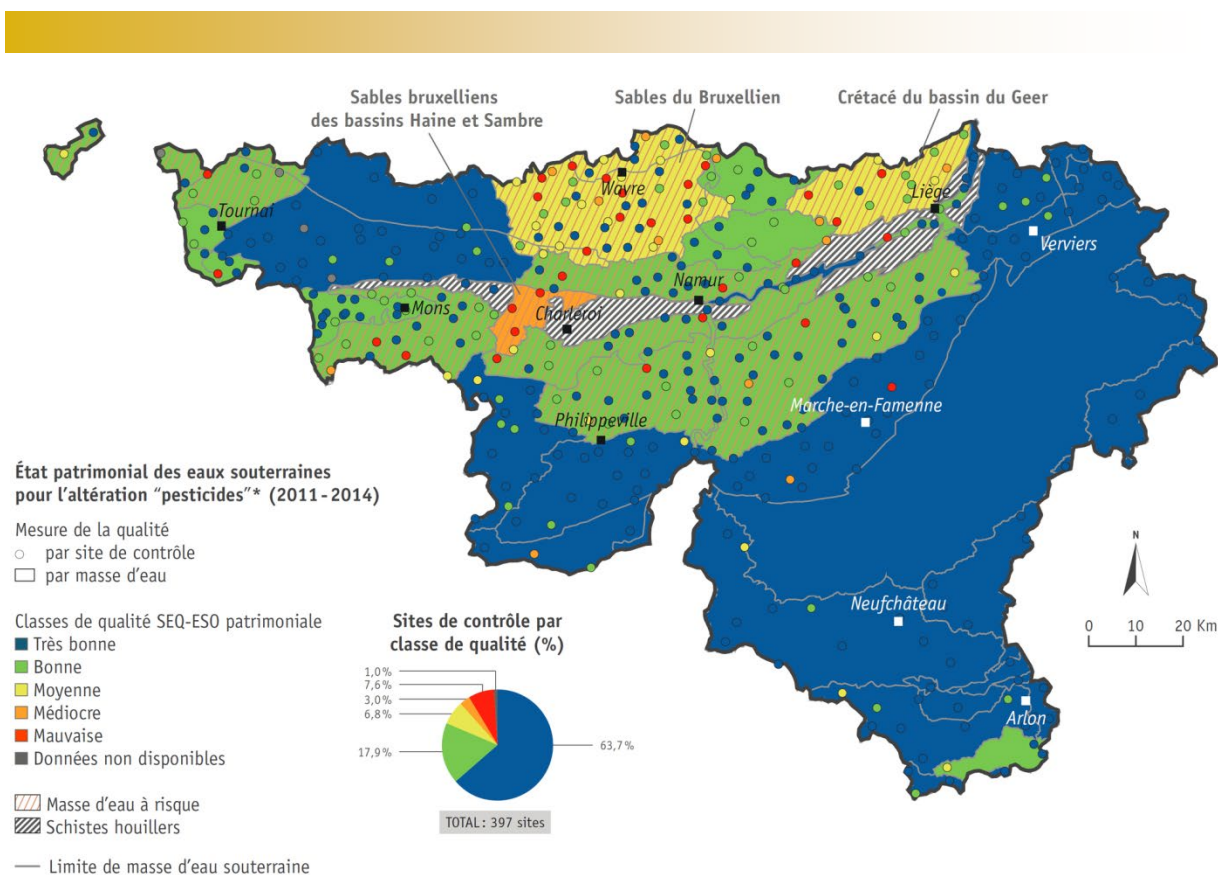 Sables bruxelliens
des bassins Haine et Sambre
Sables du Bruxellien
Crétacé du bassin du Geer
Wavre
Liège
Tournai
Verviers
Namur
Mons
Charleroi
Marche-en-Famenne
Philippeville
Neufchâteau
Arlon
N
0 10 20 Km
État patrimonial des eaux souterraines
pour l'altération "pesticides"* (2011-2014)
Mesure de la qualité
par site de contrôle
par masse d'eau
Classes de qualité SEQ-ESO patrimoniale
Très bonne
Bonne
Moyenne
Médiocre
Mauvaise
Données non disponibles
Masse d'eau à risque
Schistes houillers
Limite de masse d'eau souterraine
Sites de contrôle par
classe de qualité (%)
1,0%
7,6%
3,0%
6,8%
17,9%
63,7%
TOTAL: 397 sites